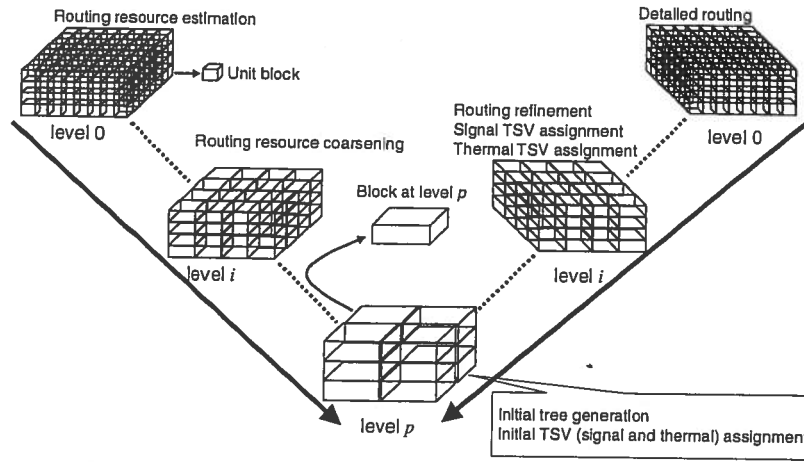 Routing resource estimation
Detailed routing
Unit block
level 0
level 0
Routing refinement
Signal TSV assignment
Thermal TSV assignment
Routing resource coarsening
Block at level p
level i
level i
level p
Initial tree generation
Initial TSV (signal and thermal) assignment